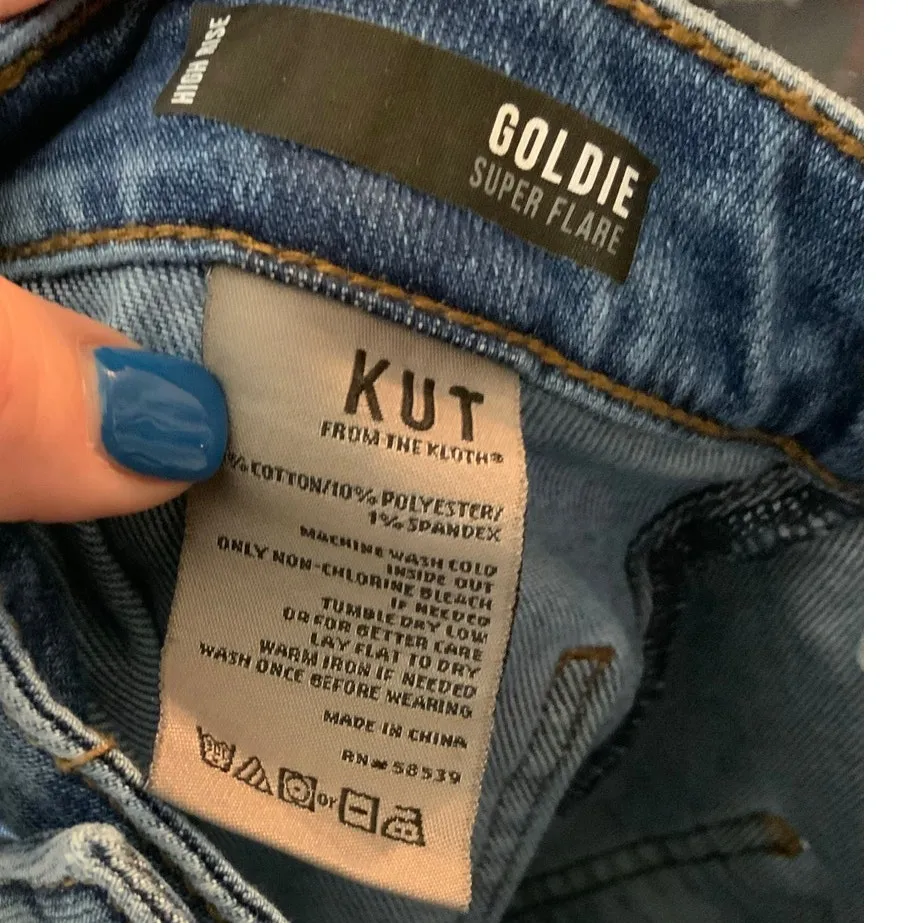 HIGH RISE
GOLDIE
SUPER FLARE
KUT
FROM THE KLOTH®
% COTTON/10% POLYESTER/
1% SPANDEX
MACHINE WASH COLD
INSIDE OUT
ONLY NON-CHLORINE BLEACH
IF NEEDED
TUMBLE DRY LOW
OR FOR BETTER CARE
LAY FLAT TO DRY
WARM IRON IF NEEDED
WASH ONCE BEFORE WEARING
MADE IN CHINA
RN# 58539
or